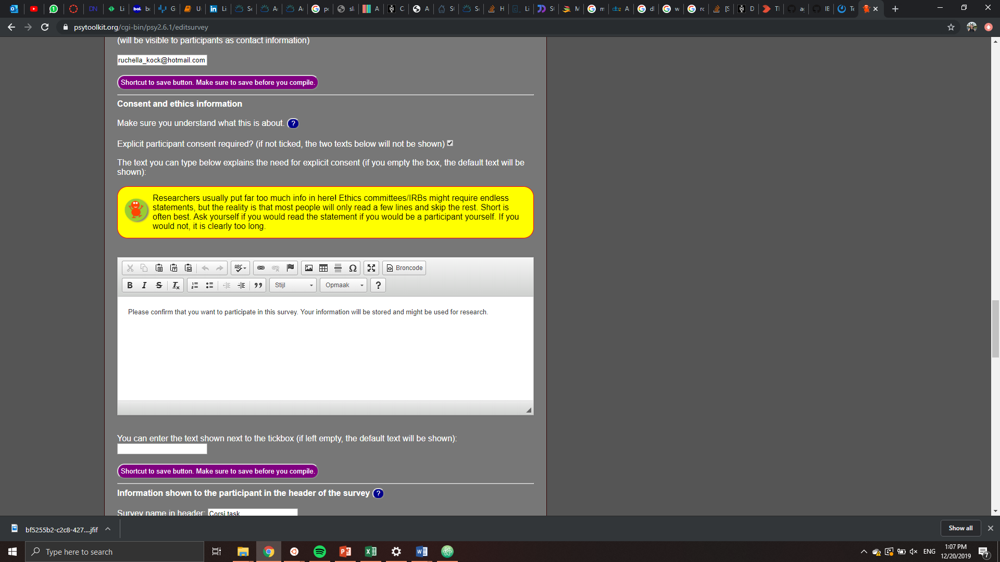 Li
bol. b
G
U
Li
Se
A
A
p
sl
A
C
A
S
S
H
Li
S
M
m
A
d
w
r
[S
D
T
a
IE
Te
psytoolkit.org/cgi-bin/psy2.6.1/editsurvey
(will be visible to participants as contact information)
ruchella_kock@hotmail.com
Shortcut to save button. Make sure to save before you compile.
Consent and ethics information
Make sure you understand what this is about. ?
Explicit participant consent required? (if not ticked, the two texts below will not be shown)
The text you can type below explains the need for explicit consent (if you empty the box, the default text will be
shown):
Researchers usually put far too much info in here! Ethics committees/IRBs might require endless
statements, but the reality is that most people will only read a few lines and skip the rest. Short is
often best. Ask yourself if you would read the statement if you would be a participant yourself. If you
would not, it is clearly too long.
ABC
Ω
Broncode
B I S Tx
Stijl
Opmaak
?
Please confirm that you want to participate in this survey. Your information will be stored and might be used for research.
You can enter the text shown next to the tickbox (if left empty, the default text will be shown):
Shortcut to save button. Make sure to save before you compile.
Information shown to the participant in the header of the survey ?
Survey name in header: Corsi task
bf5255b2-c2c8-427....jfif
Show all
Type here to search
ENG
1:07 PM
12/20/2019
7